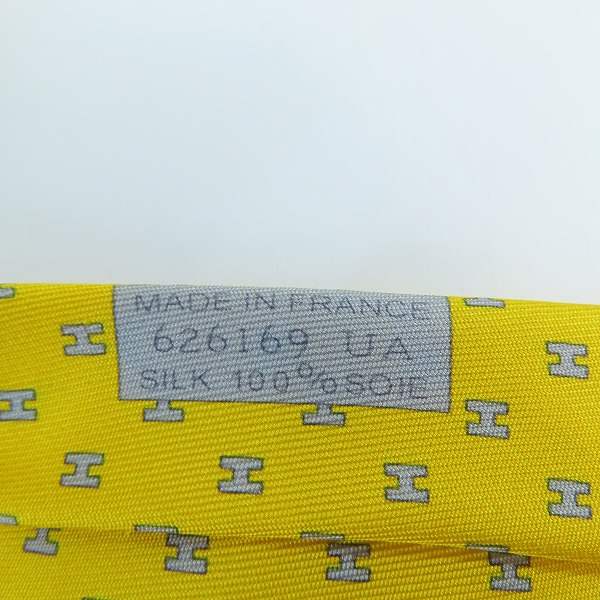 MADE IN FRANCE
626169 UA
SILK 100% SOIE